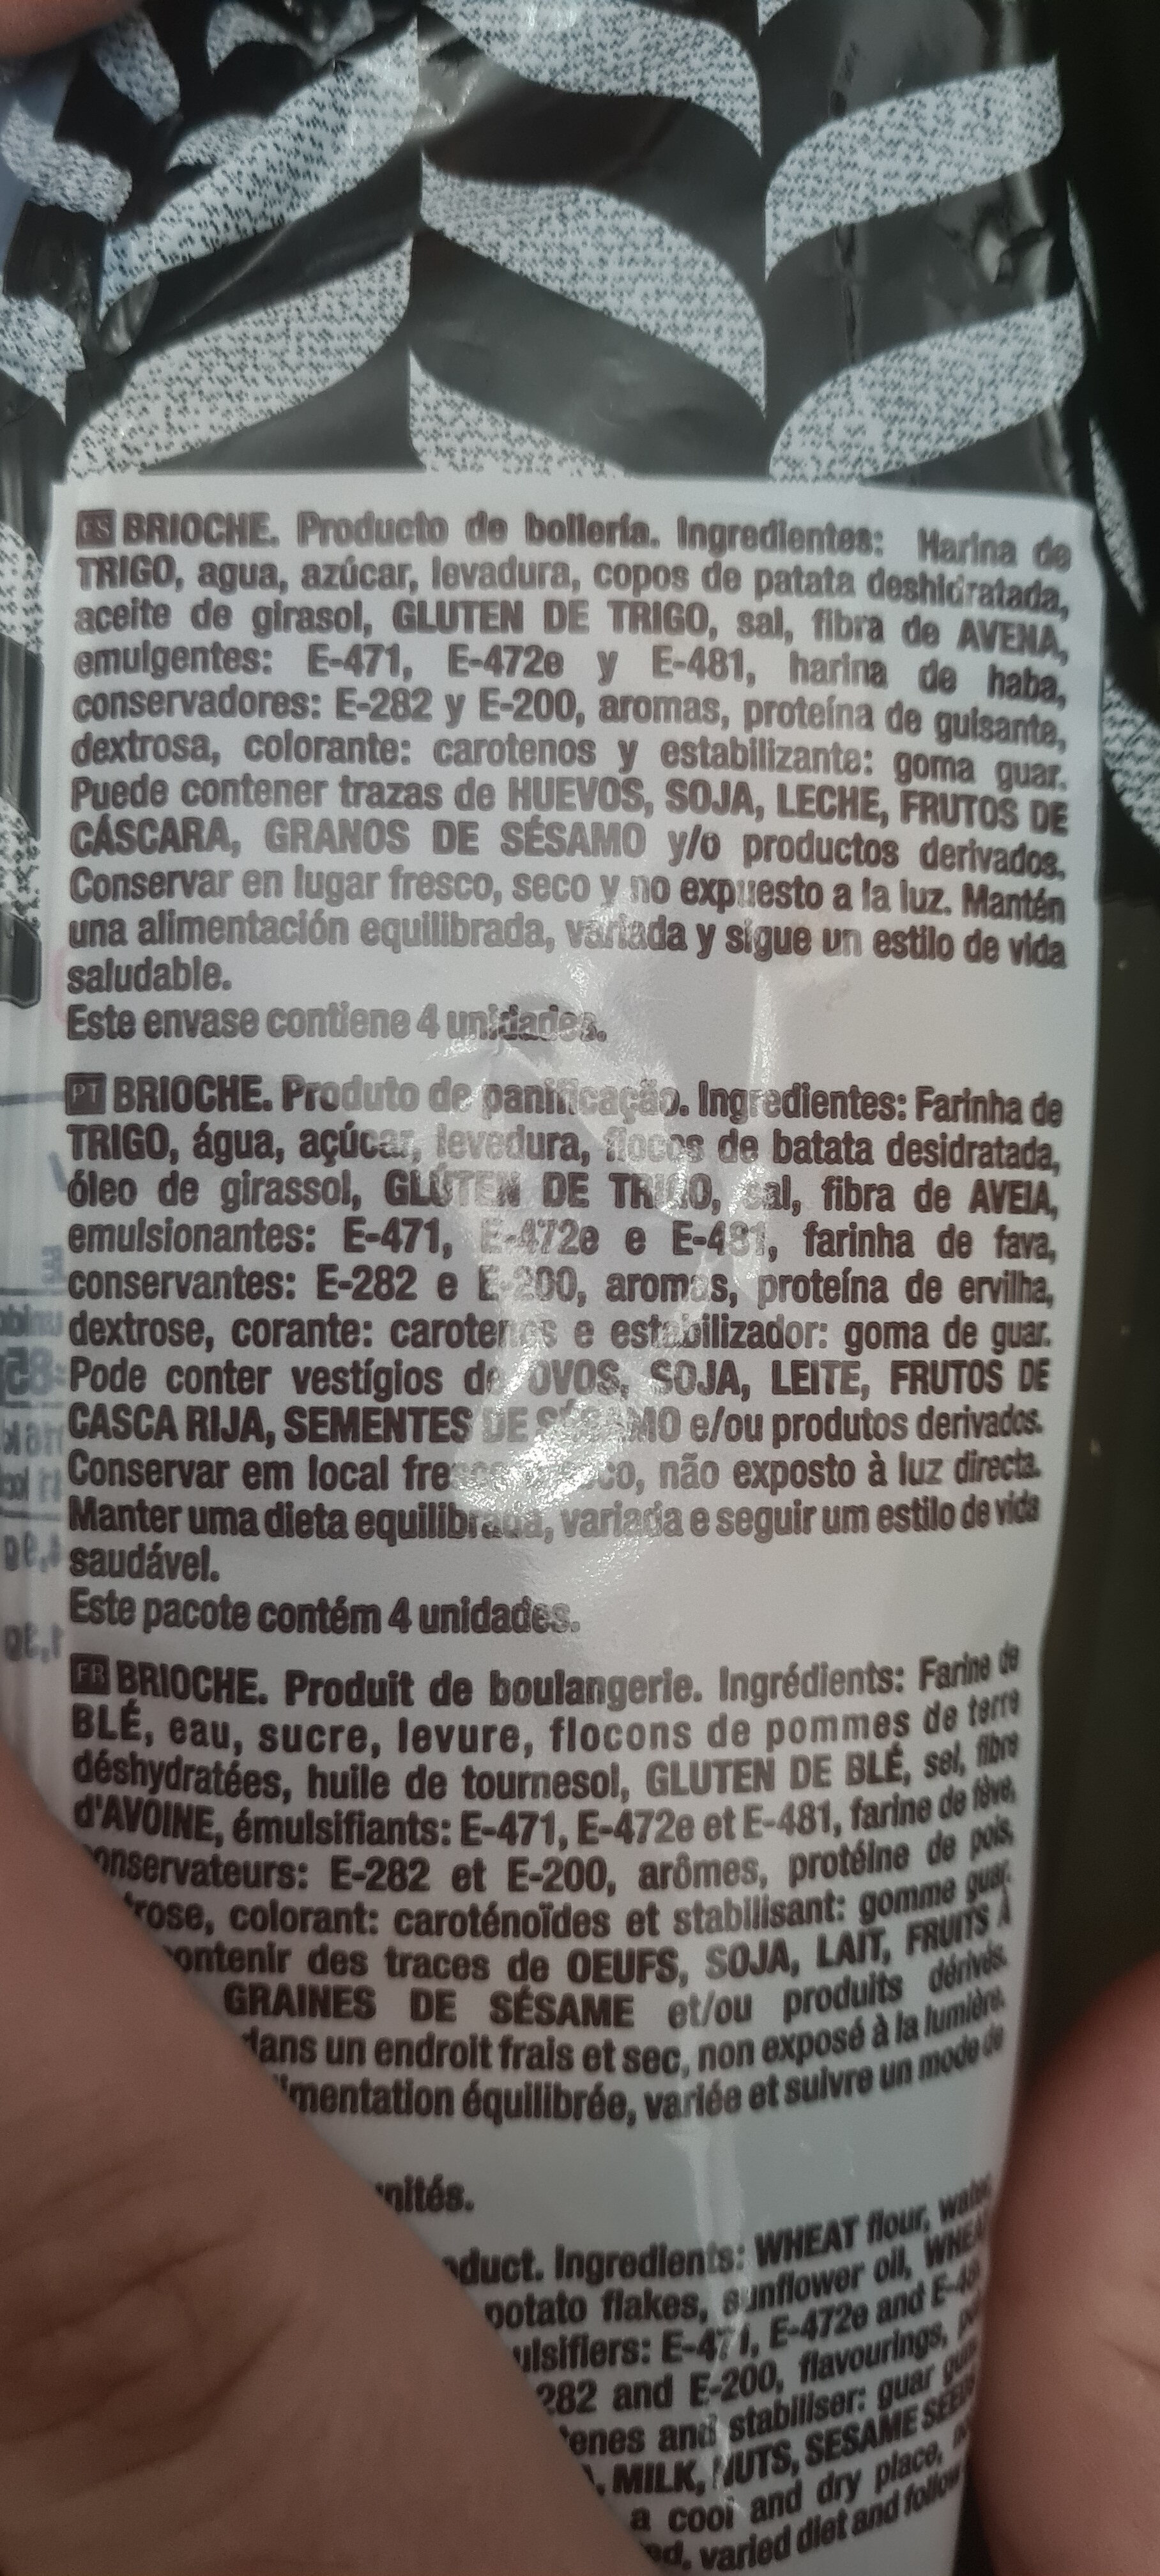 ES BRIOCHE. Producto de bollería. Ingredientes: Harina de
TRIGO, agua, azúcar, levadura, copos de patata deshidratada,
aceite de girasol, GLUTEN DE TRIGO, sal, fibra de AVENA,
emulgentes: E-471, E-472e y E-481, harina de haba,
conservadores: E-282 y E-200, aromas, proteína de guisante,
dextrosa, colorante: carotenos y estabilizante: goma guar.
Puede contener trazas de HUEVOS, SOJA, LECHE, FRUTOS DE
CÁSCARA, GRANOS DE SÉSAMO y/o productos derivados.
Conservar en lugar fresco, seco y no expuesto a la luz. Mantén
una alimentación equilibrada, variada y sigue un estilo de vida
saludable.
Este envase contiene 4 unidades.
PT BRIOCHE. Produto de panificação. Ingredientes: Farinha de
TRIGO, água, açúcar, levedura, flocos de batata desidratada,
óleo de girassol, GLÚTEN DE TRIGO, sal, fibra de AVEIA,
emulsionantes: E-471, E-472e e E-481, farinha de fava,
conservantes: E-282 e E-200, aromas, proteína de ervilha,
dextrose, corante: carotenos e estabilizador: goma de guar.
Pode conter vestígios de OVOS, SOJA, LEITE, FRUTOS DE
CASCA RIJA, SEMENTES DE e/ou produtos derivados.
Conservar em local não exposto à luz directa.
Manter uma dieta equilibrada, variada e seguir um estilo de vida
saudável.
Este pacote contém 4 unidades.
FR BRIOCHE. Produit de boulangerie. Ingrédients: Farine de
BLÉ, eau, sucre, levure, flocons de pommes de terre
déshydratées, huile de tournesol, GLUTEN DE BLÉ, sel, fibre
d'AVOINE, émulsifiants: E-471, E-472e et E-481, farine de fève,
onservateurs: E-282 et E-200, arômes, protéine de pois,
rose, colorant: caroténoïdes et stabilisant: gomme guar.
ontenir des traces de OEUFS, SOJA, LAIT, FRUITS À
GRAINES DE SÉSAME et/ou produits dérivés.
dans un endroit frais et sec, non exposé à la lumière.
imentation équilibrée, variée et suivre un mode de
nités.
duct. Ingredients: WHEAT flour, water,
potato flakes, sunflower oil, WHEA
ulsifiers: E-471, E-472e and E-48
282 and E-200, flavourings,
enes and stabiliser: guar
MILK, NUTS, SESAME SEEDS
a cool and dry place,
ed, varied diet and follow